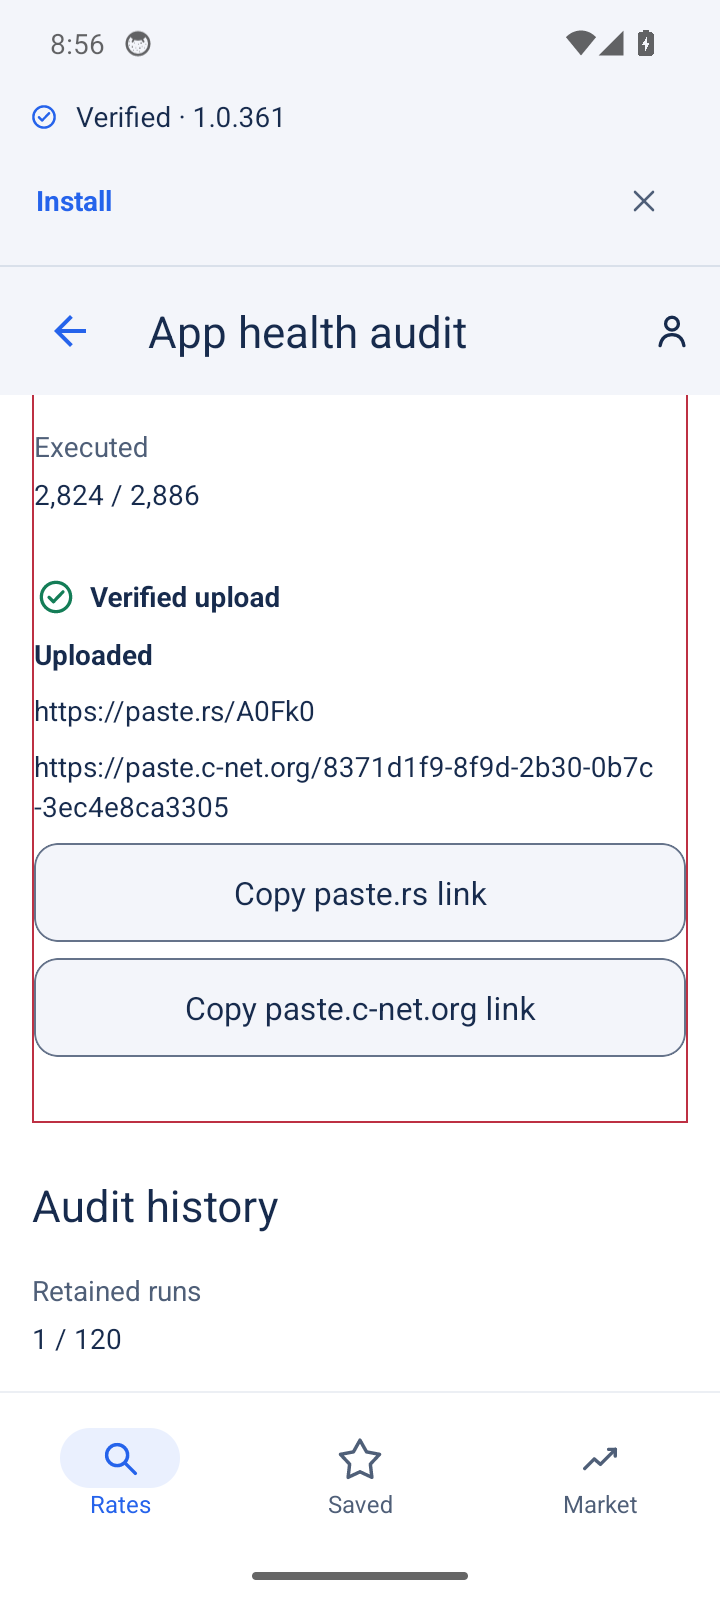 8:56
Verified · 1.0.361
Install
App health audit
Executed
2,824 / 2,886
Verified upload
Uploaded
https://paste.rs/A0Fk0
https://paste.c-net.org/8371d1f9-8f9d-2b30-0b7c
-3ec4e8ca3305
Copy paste.rs link
Copy paste.c-net.org link
Audit history
Retained runs
1 / 120
Rates
Saved
Market